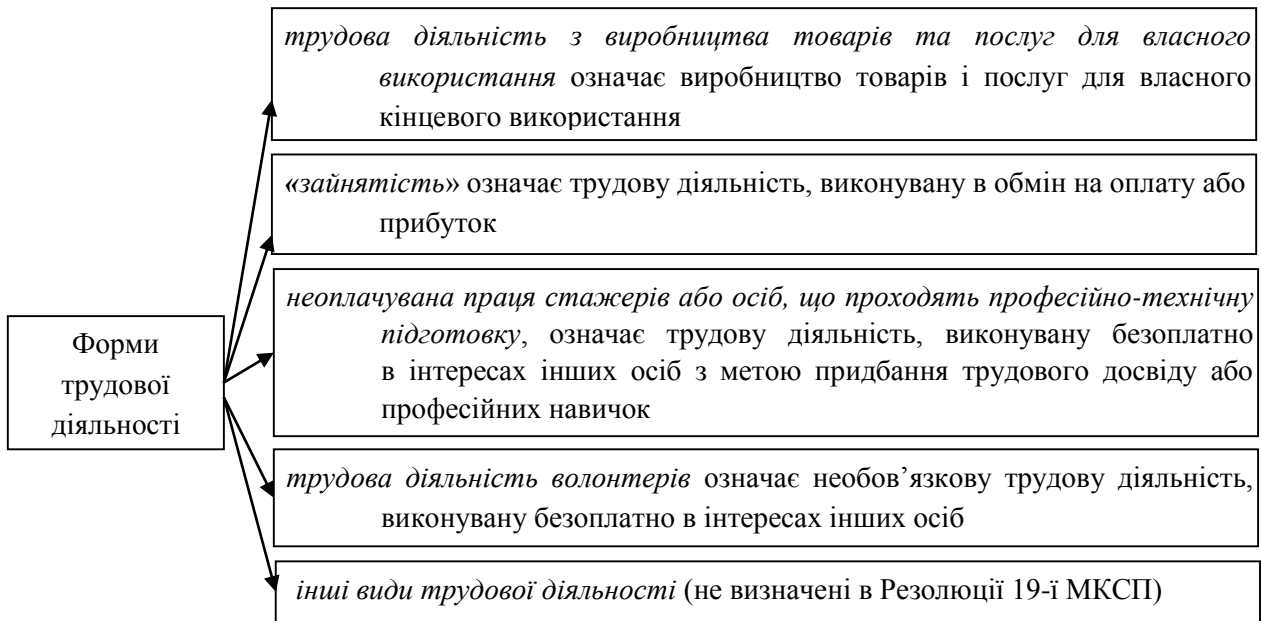 трудова діяльність з виробництва товарів та послуг для власного
використання означає виробництво товарів і послуг для власного
кінцевого використання
«зайнятість» означає трудову діяльність, виконувану в обмін на оплату або
прибуток
неоплачувана праця стажерів або осіб, що проходять професійно-технічну
підготовку, означає трудову діяльність, виконувану безоплатно
в інтересах інших осіб з метою придбання трудового досвіду або
професійних навичок
Форми
трудової
діяльності
трудова діяльність волонтерів означає необов’язкову трудову діяльність,
виконувану безоплатно в інтересах інших осіб
інші види трудової діяльності (не визначені в Резолюції 19-ї МКСП)